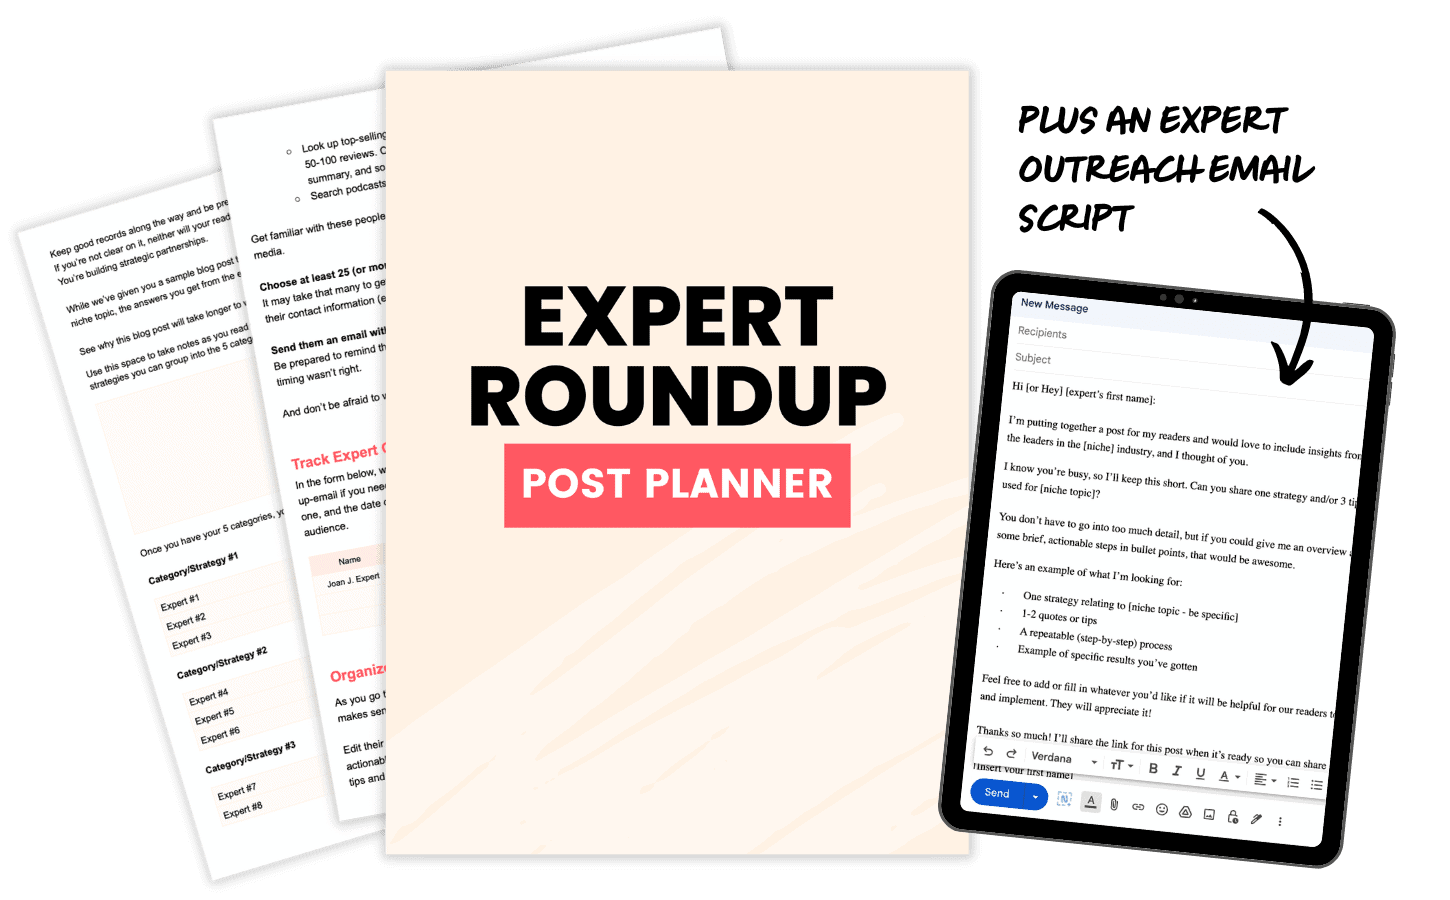 Keep good records along the way and be pre
If you're not clear on it, neither will your read
You're building strategic partnerships.
While we've given you a sample blog post t
niche topic, the answers you get from the e
See why this blog post will take longer to w
Use this space to take notes as you read
strategies you can group into the 5 categ
Once you have your 5 categories, yo
Category/Strategy #1
Expert #1
Expert #2
Expert #3
Category/Strategy #2
Expert #4
Expert #5
Expert #6
Category/Strategy #3
Expert #7
Expert #8
Look up top-selling
50-100 reviews. C
summary, and so
Search podcasts
Get familiar with these people
media.
Choose at least 25 (or mor
It may take that many to ge
their contact information (e
Send them an email with
Be prepared to remind th
timing wasn't right.
And don't be afraid to w
Track Expert C
In the form below, w
up-email if you need
one, and the date o
audience.
Name
Joan J. Expert
Organize
As you go t
makes sen
Edit their
actionabl
tips and
EXPERT
ROUNDUP
POST PLANNER
PLUS AN EXPERT
OUTREACH EMAIL
SCRIPT
New Message
Recipients
Subject
Hi [or Hey] [expert's first name]:
I'm putting together a post for my readers and would love to include insights from
the leaders in the [niche] industry, and I thought of you.
I know you're busy, so I'll keep this short. Can you share one strategy and/or 3 tip
used for [niche topic]?
You don't have to go into too much detail, but if you could give me an overview
some brief, actionable steps in bullet points, that would be awesome.
Here's an example of what I'm looking for:
One strategy relating to [niche topic - be specific]
1-2 quotes or tips
A repeatable (step-by-step) process
Example of specific results you've gotten
Feel free to add or fill in whatever you'd like if it will be helpful for our readers to
and implement. They will appreciate it!
Thanks so much! I'll share the link for this post when it's ready so you can share
[Insert your first name]
Verdana
Send